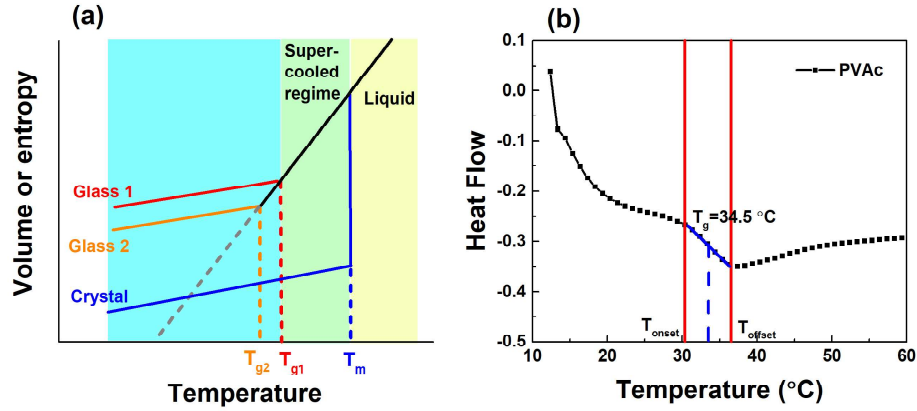 (a)
Volume or entropy
Super-
cooled
regime
Liquid
Glass 1
Glass 2
Crystal
Tg2
Tg1
Tm
Temperature
(b)
Heat Flow
0.1
0.0
-0.1
-0.2
-0.3
-0.4
-0.5
PVAc
Tg=34.5 °C
Tonset
Toffset
10 20 30 40 50 60
Temperature (°C)